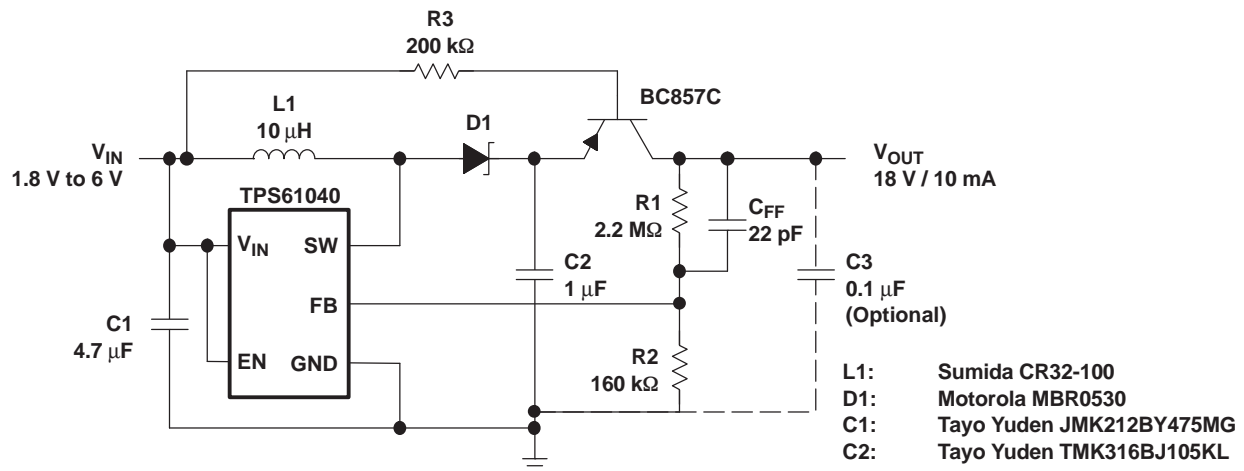 R3
200 kΩ
BC857C
L1
10 µH
D1
VIN
1.8 V to 6 V
VOUT
18 V / 10 mA
TPS61040
R1
2.2 MΩ
CFF
22 pF
VIN
SW
C2
1 µF
C3
0.1 µF
(Optional)
FB
C1
4.7 µF
R2
160 kΩ
EN
GND
L1: Sumida CR32-100
D1: Motorola MBR0530
C1: Tayo Yuden JMK212BY475MG
C2: Tayo Yuden TMK316BJ105KL